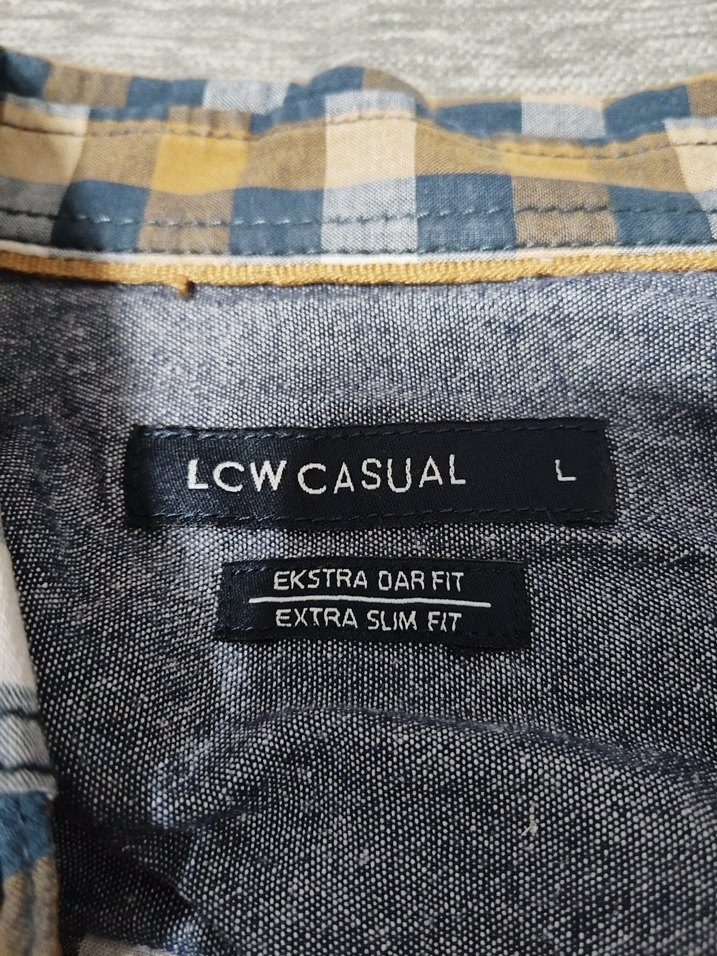 LCW CASUAL L
EKSTRA DAR FIT
EXTRA SLIM FIT